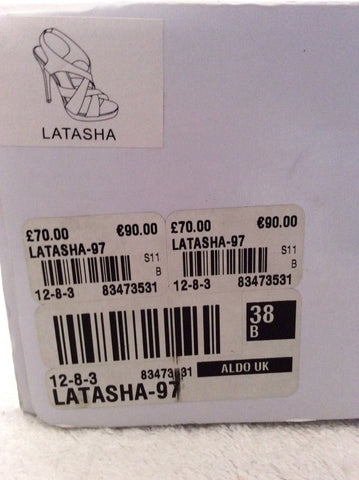 LATASHA
£70.00 €90.00
LATASHA-97
S11
B
12-8-3 83473531
£70.00 €90.00
LATASHA-97
S11
B
12-8-3 83473531
38
B
12-8-3 83473531
ALDO UK
LATASHA-97